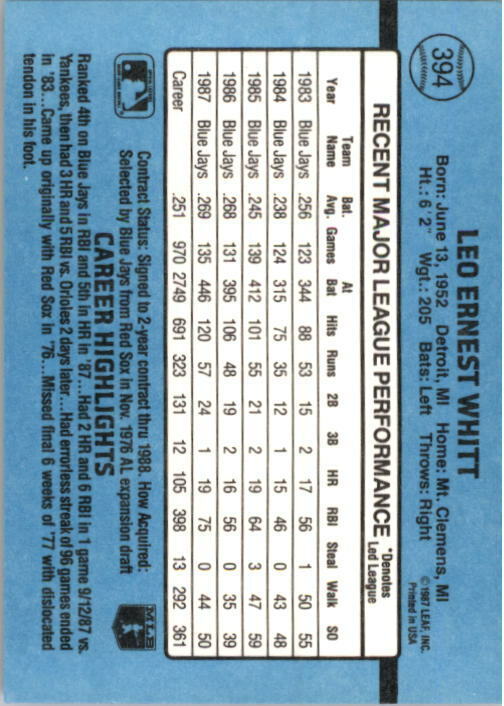 394
LEO ERNEST WHITT
Born: June 13, 1952 Detroit, MI Home: Mt. Clemens, MI
Ht.: 6'2" Wgt.: 205 Bats: Left Throws: Right
© 1987 LEAF, INC.
Printed in USA
RECENT MAJOR LEAGUE PERFORMANCE *Denotes Led League
Year Team Name Bat. Avg. Games At Bat Hits Runs 2B 3B HR RBI Steal Walk SO
1983 Blue Jays .256 123 344 88 53 15 2 17 56 1 50 55
1984 Blue Jays .238 124 315 75 35 12 1 15 46 0 43 48
1985 Blue Jays .245 139 412 101 55 21 2 19 64 3 47 59
1986 Blue Jays .268 131 395 106 48 19 2 16 56 0 35 39
1987 Blue Jays .269 135 446 120 57 24 1 19 75 0 44 50
Career .251 970 2749 691 323 131 12 105 398 13 292 361
Contract Status: Signed to 2-year contract thru 1988. How Acquired:
Selected by Blue Jays from Red Sox in Nov. 1976 AL expansion draft
MLB
CAREER HIGHLIGHTS
Ranked 4th on Blue Jays in RBI and 5th in HR in '87...Had 2 HR and 6 RBI in 1 game 9/12/87 vs.
Yankees, then had 3 HR and 5 RBI vs. Orioles 2 days later...Had errorless streak of 96 games ended
in '83...Came up originally with Red Sox in '76...Missed final 6 weeks of '77 with dislocated
tendon in his foot.